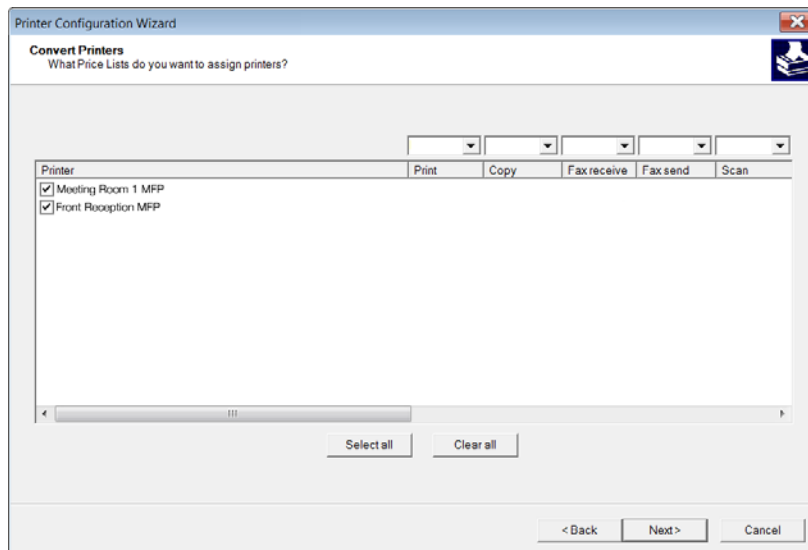 Printer Configuration Wizard
Convert Printers
What Price Lists do you want to assign printers?
Printer Print Copy Fax receive Fax send Scan
Meeting Room 1 MFP
Front Reception MFP
Select all Clear all
< Back Next > Cancel